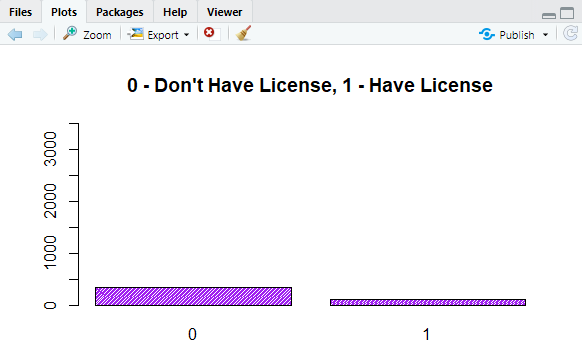 Files Plots Packages Help Viewer
Zoom Export Publish
0 - Don't Have License, 1 - Have License
3000
1000
0
0 1